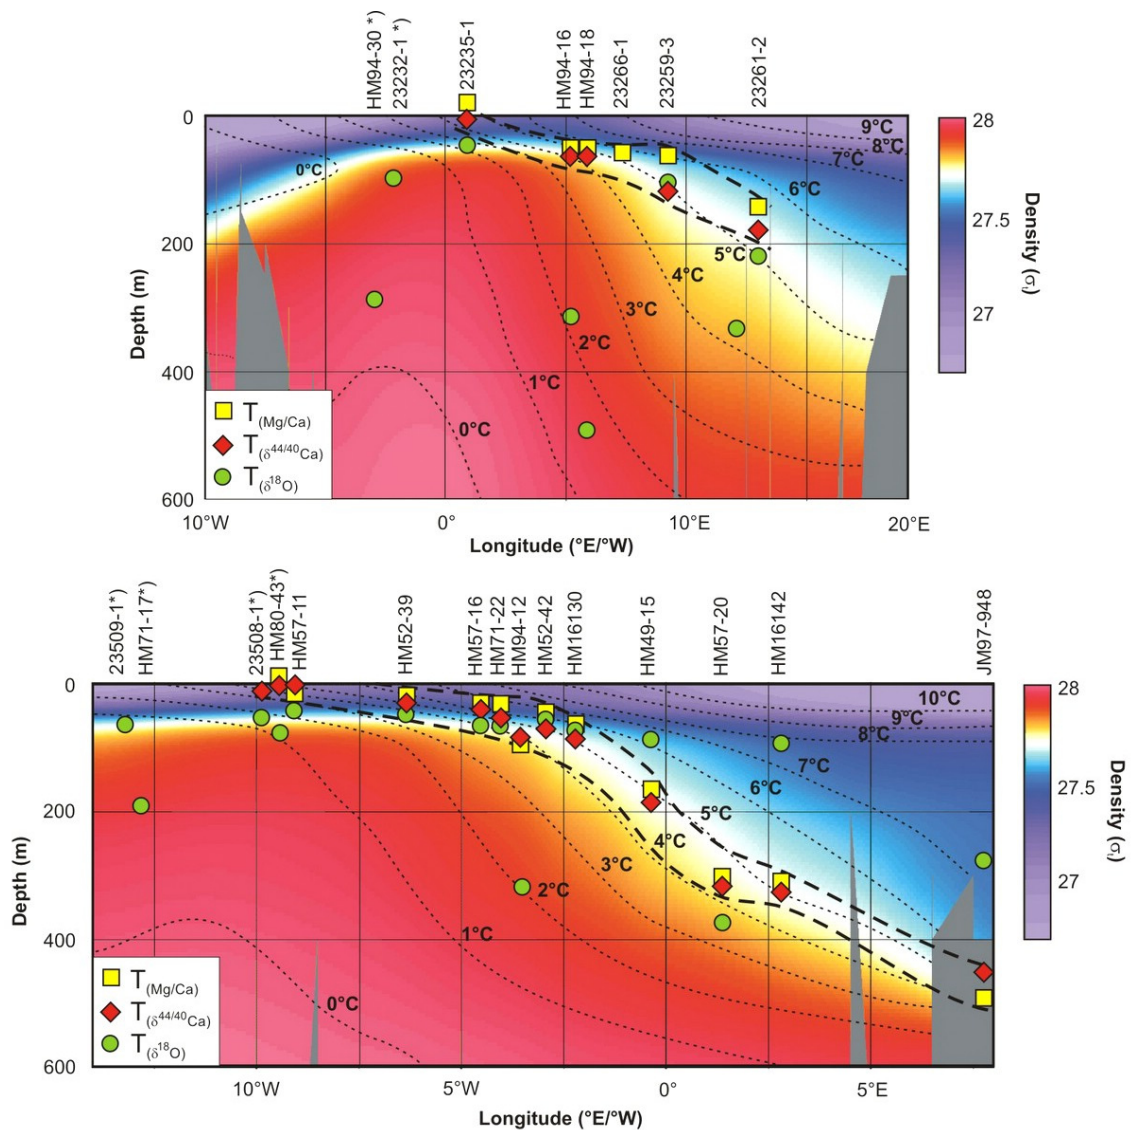 HM94-30 *)
23232-1 *)
23235-1
HM94-16
HM94-18
23266-1
23259-3
23261-2
0
200
400
600
Depth (m)
0°C
9°C
8°C
7°C
6°C
5°C
4°C
3°C
2°C
1°C
0°C
T(Mg/Ca)
T(δ44/40Ca)
T(δ18O)
10°W
0°
10°E
20°E
Longitude (°E/°W)
28
27.5
27
Density (σt)
23509-1*)
HM71-17*)
23508-1*)
HM80-43*)
HM57-11
HM52-39
HM57-16
HM71-22
HM94-12
HM52-42
HM16130
HM49-15
HM57-20
HM16142
JM97-948
0
200
400
600
Depth (m)
10°C
9°C
8°C
7°C
6°C
5°C
4°C
3°C
2°C
1°C
0°C
T(Mg/Ca)
T(δ44/40Ca)
T(δ18O)
10°W
5°W
0°
5°E
Longitude (°E/°W)
28
27.5
27
Density (σt)